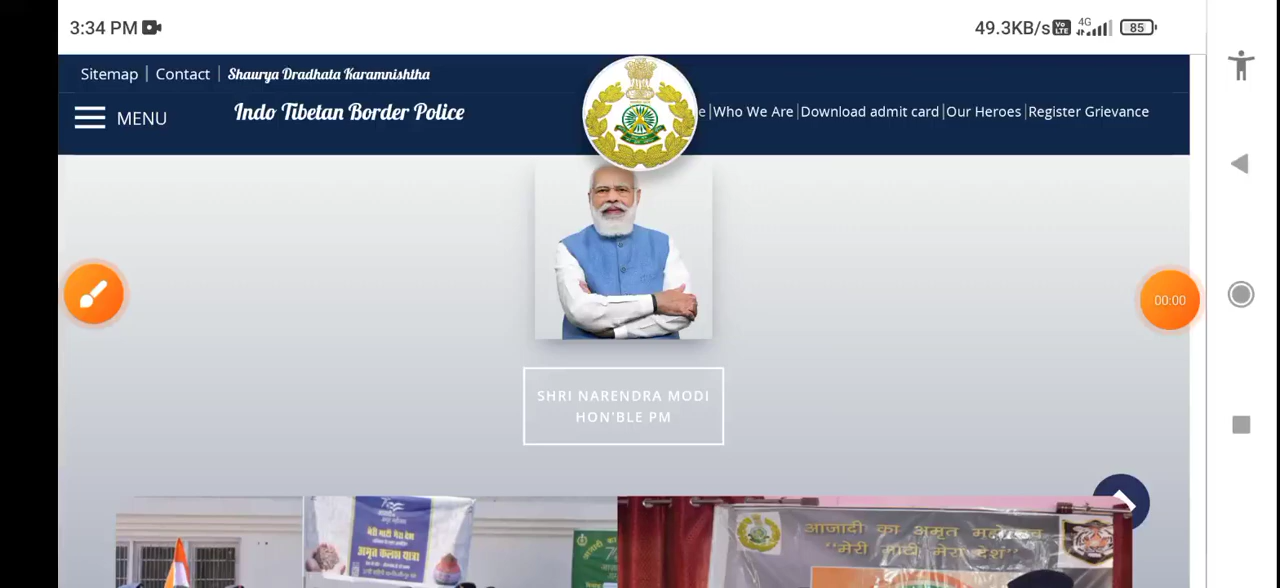 3:34 PM
49.3KB/s Vo LTE 4G 85
Sitemap | Contact | Shaurya Dradhata Karamnishtha
MENU
Indo Tibetan Border Police
e | Who We Are | Download admit card | Our Heroes | Register Grievance
00:00
SHRI NARENDRA MODI
HON'BLE PM
मेरी माटी मेरा देश
अमृत कलश यात्रा
आजादी का अमृत महोत्सव
"मेरी माटी मेरा देश"